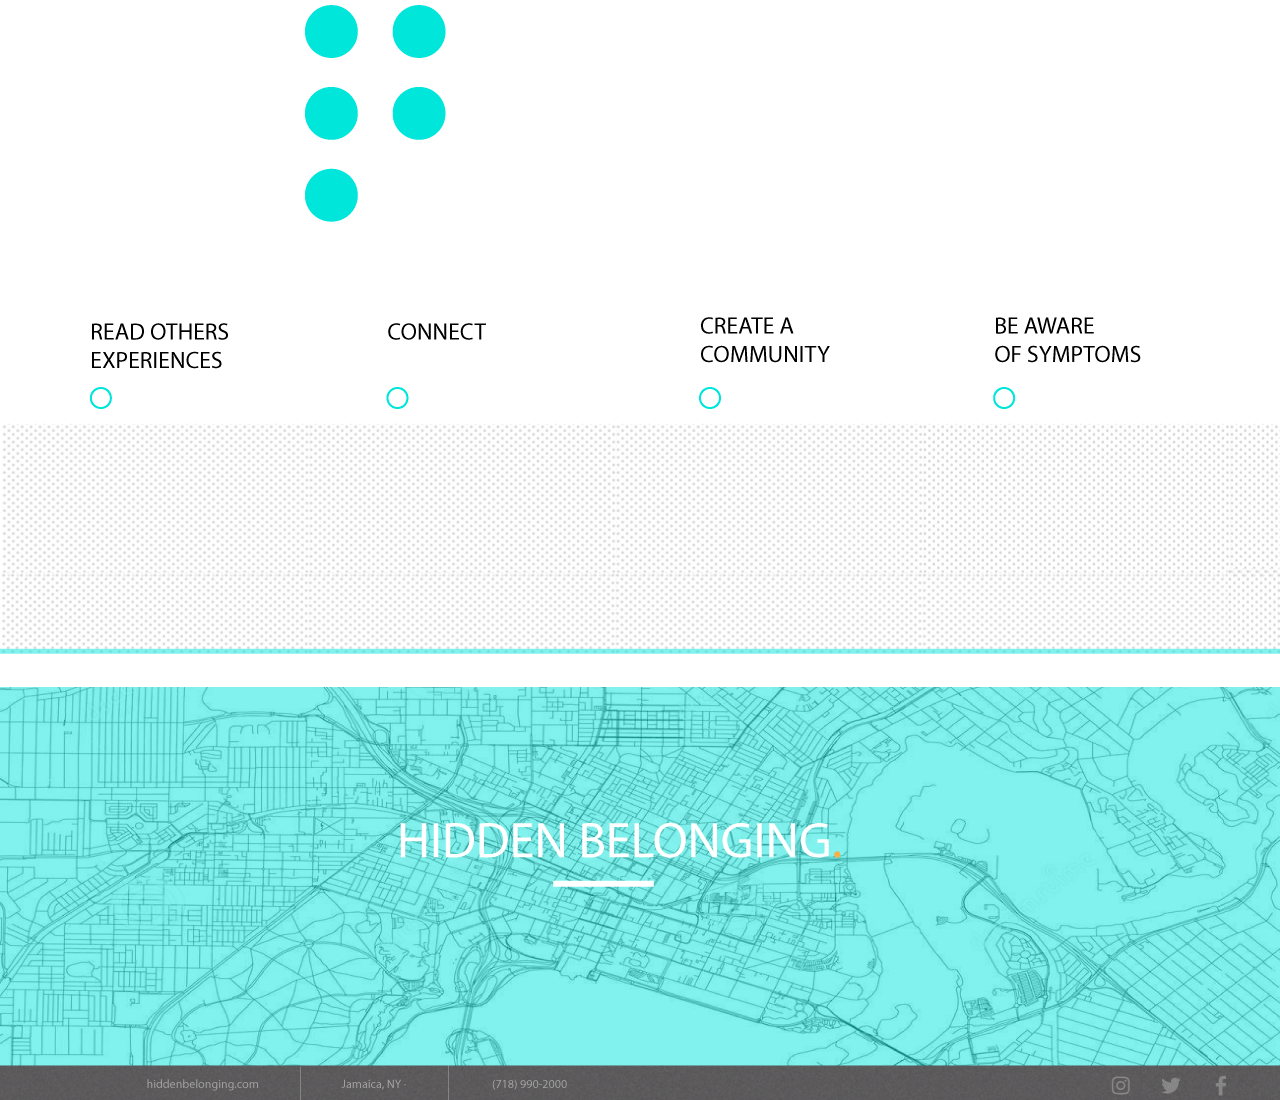 READ OTHERS
EXPERIENCES
CONNECT
CREATE A
COMMUNITY
BE AWARE
OF SYMPTOMS
HIDDEN BELONGING.
hiddenbelonging.com
Jamaica, NY ·
(718) 990-2000